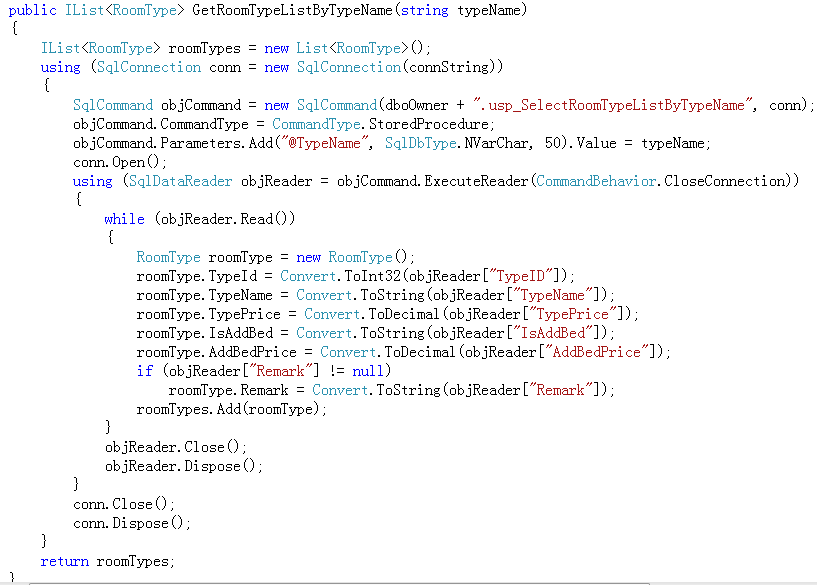 public IList<RoomType> GetRoomTypeListByTypeName(string typeName)
{
IList<RoomType> roomTypes = new List<RoomType>();
using (SqlConnection conn = new SqlConnection(connString))
{
SqlCommand objCommand = new SqlCommand(dboOwner + ".usp_SelectRoomTypeListByTypeName", conn);
objCommand.CommandType = CommandType.StoredProcedure;
objCommand.Parameters.Add("@TypeName", SqlDbType.NVarChar, 50).Value = typeName;
conn.Open();
using (SqlDataReader objReader = objCommand.ExecuteReader(CommandBehavior.CloseConnection))
{
while (objReader.Read())
{
RoomType roomType = new RoomType();
roomType.TypeId = Convert.ToInt32(objReader["TypeID"]);
roomType.TypeName = Convert.ToString(objReader["TypeName"]);
roomType.TypePrice = Convert.ToDecimal(objReader["TypePrice"]);
roomType.IsAddBed = Convert.ToString(objReader["IsAddBed"]);
roomType.AddBedPrice = Convert.ToDecimal(objReader["AddBedPrice"]);
if (objReader["Remark"] != null)
roomType.Remark = Convert.ToString(objReader["Remark"]);
roomTypes.Add(roomType);
}
objReader.Close();
objReader.Dispose();
}
conn.Close();
conn.Dispose();
}
return roomTypes;
}